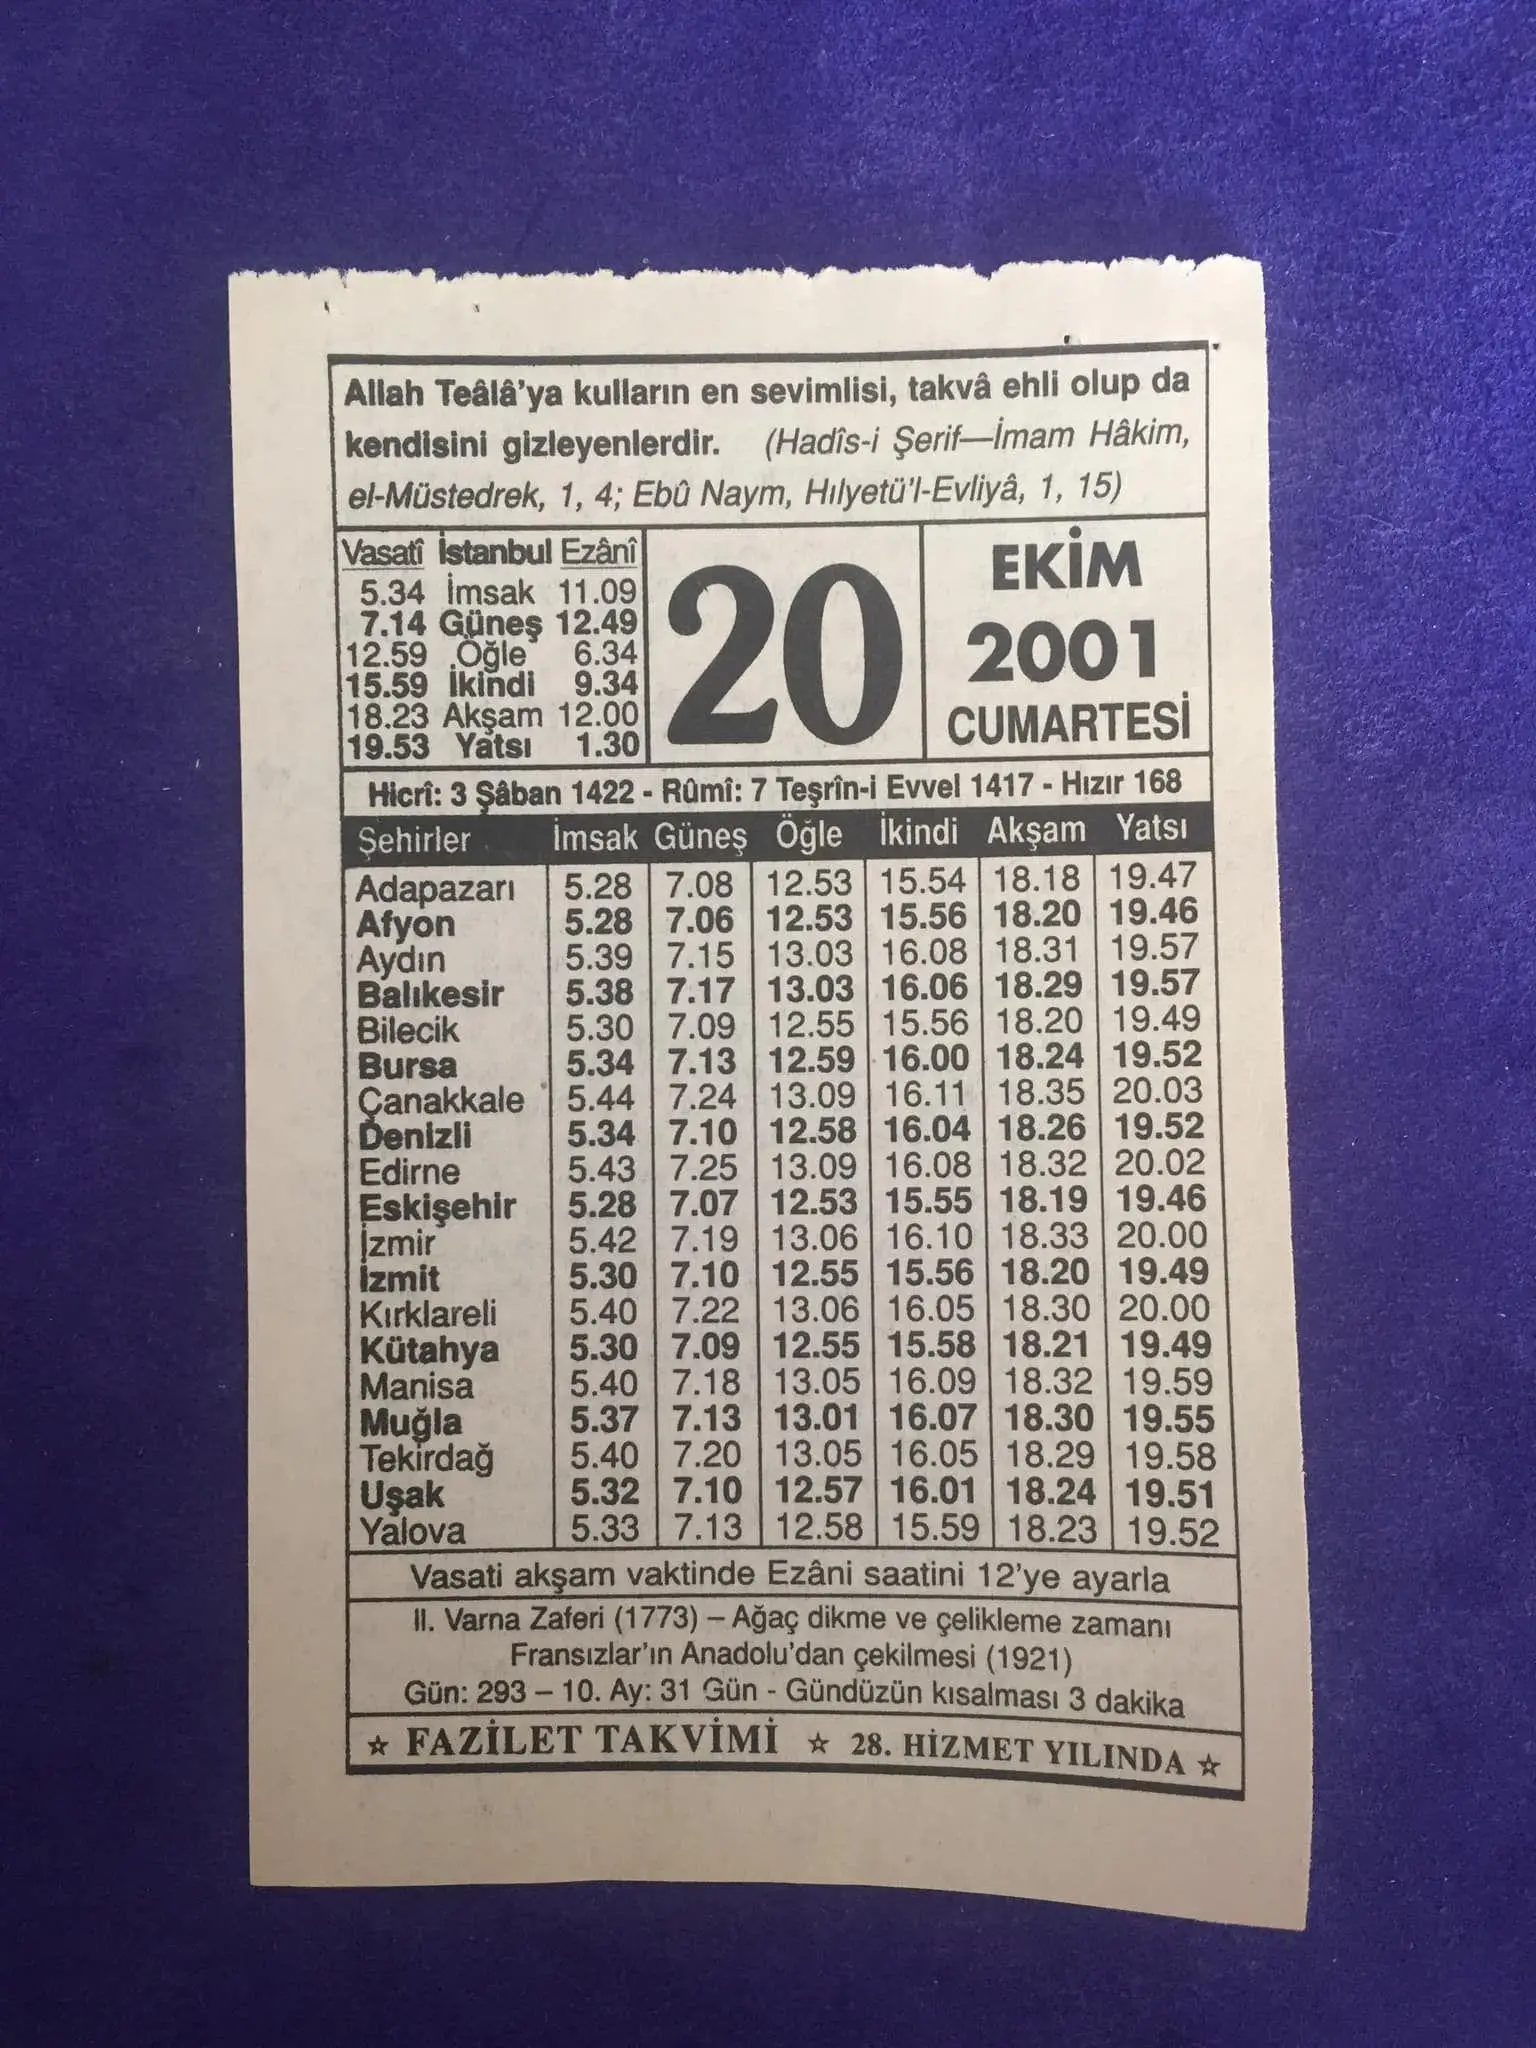 Allah Teâlâ'ya kulların en sevimlisi, takvâ ehli olup da
kendisini gizleyenlerdir. (Hadîs-i Şerif—İmam Hâkim,
el-Müstedrek, 1, 4; Ebû Naym, Hılyetü'l-Evliyâ, 1, 15)
Vasatî İstanbul Ezânî
5.34 İmsak 11.09
7.14 Güneş 12.49
12.59 Öğle 6.34
15.59 İkindi 9.34
18.23 Akşam 12.00
19.53 Yatsı 1.30
20
EKİM
2001
CUMARTESİ
Hicrî: 3 Şâban 1422 - Rûmî: 7 Teşrîn-i Evvel 1417 - Hızır 168
Şehirler İmsak Güneş Öğle İkindi Akşam Yatsı
Adapazarı 5.28 7.08 12.53 15.54 18.18 19.47
Afyon 5.28 7.06 12.53 15.56 18.20 19.46
Aydın 5.39 7.15 13.03 16.08 18.31 19.57
Balıkesir 5.38 7.17 13.03 16.06 18.29 19.57
Bilecik 5.30 7.09 12.55 15.56 18.20 19.49
Bursa 5.34 7.13 12.59 16.00 18.24 19.52
Çanakkale 5.44 7.24 13.09 16.11 18.35 20.03
Denizli 5.34 7.10 12.58 16.04 18.26 19.52
Edirne 5.43 7.25 13.09 16.08 18.32 20.02
Eskişehir 5.28 7.07 12.53 15.55 18.19 19.46
İzmir 5.42 7.19 13.06 16.10 18.33 20.00
İzmit 5.30 7.10 12.55 15.56 18.20 19.49
Kırklareli 5.40 7.22 13.06 16.05 18.30 20.00
Kütahya 5.30 7.09 12.55 15.58 18.21 19.49
Manisa 5.40 7.18 13.05 16.09 18.32 19.59
Muğla 5.37 7.13 13.01 16.07 18.30 19.55
Tekirdağ 5.40 7.20 13.05 16.05 18.29 19.58
Uşak 5.32 7.10 12.57 16.01 18.24 19.51
Yalova 5.33 7.13 12.58 15.59 18.23 19.52
Vasati akşam vaktinde Ezâni saatini 12'ye ayarla
II. Varna Zaferi (1773) – Ağaç dikme ve çelikleme zamanı
Fransızlar'ın Anadolu'dan çekilmesi (1921)
Gün: 293 – 10. Ay: 31 Gün - Gündüzün kısalması 3 dakika
☆ FAZİLET TAKVİMİ ☆ 28. HİZMET YILINDA ☆